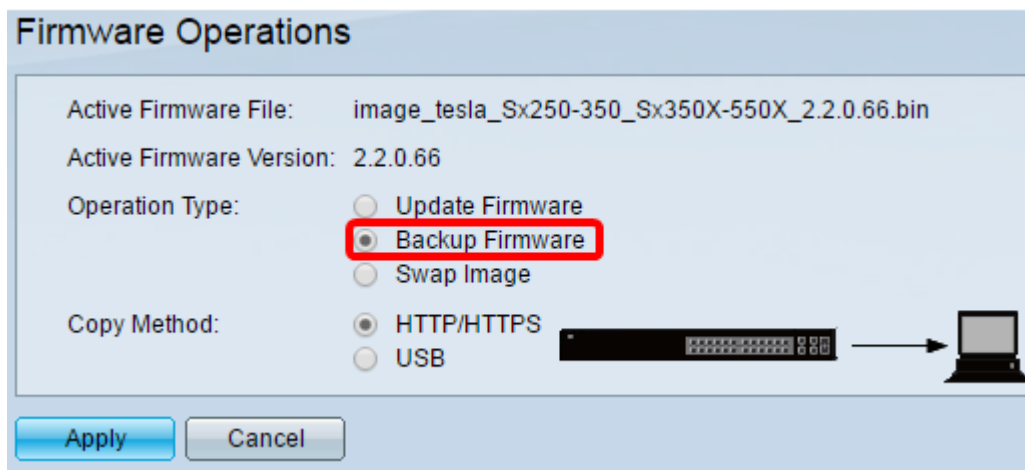 Firmware Operations
Active Firmware File: image_tesla_Sx250-350_Sx350X-550X_2.2.0.66.bin
Active Firmware Version: 2.2.0.66
Operation Type: Update Firmware
Backup Firmware
Swap Image
Copy Method: HTTP/HTTPS
USB
Apply Cancel